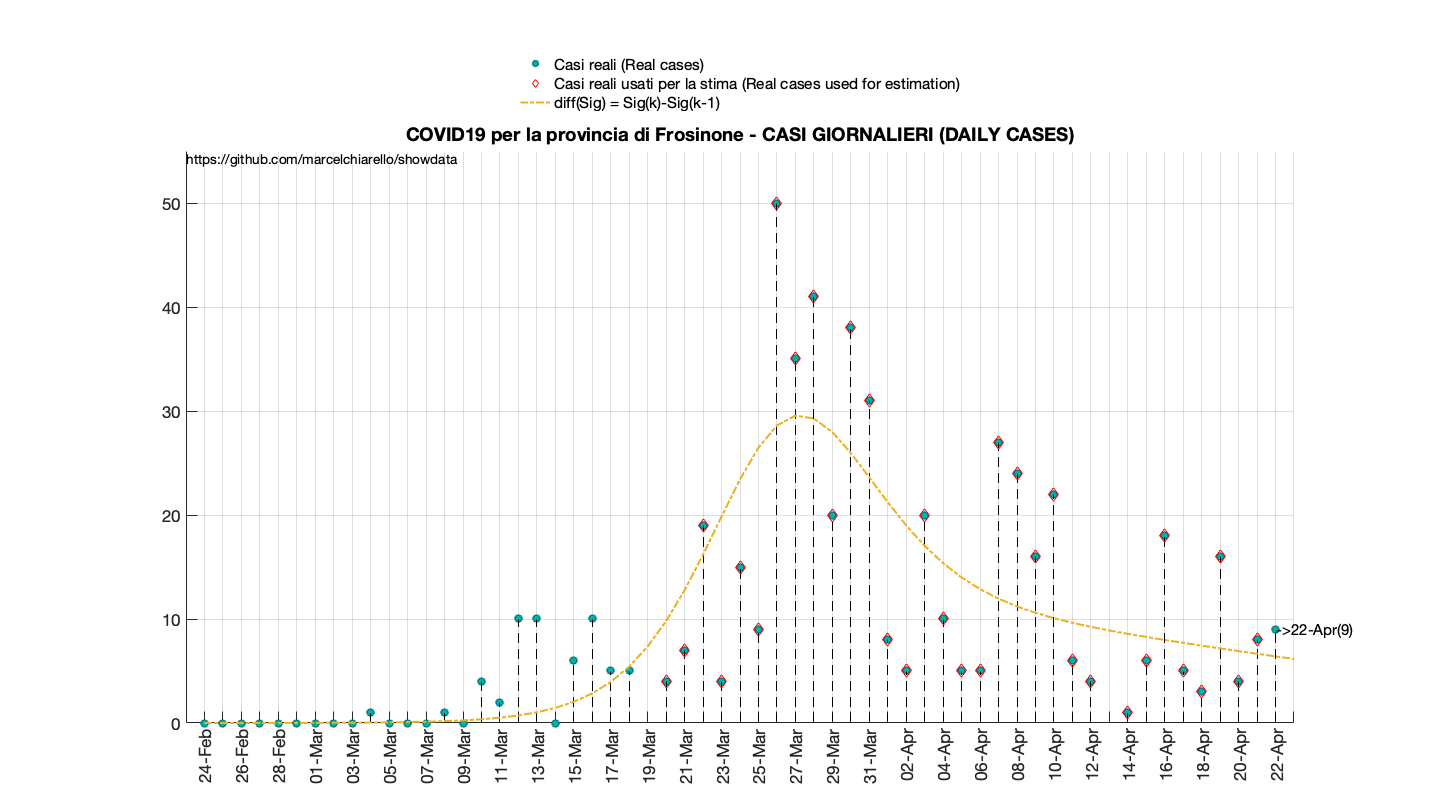 Casi reali (Real cases)
Casi reali usati per la stima (Real cases used for estimation)
diff(Sig) = Sig(k)-Sig(k-1)
COVID19 per la provincia di Frosinone - CASI GIORNALIERI (DAILY CASES)
https://github.com/marcelchiarello/showdata
50
40
30
20
10
0
->22-Apr(9)
24-Feb
26-Feb
28-Feb
01-Mar
03-Mar
05-Mar
07-Mar
09-Mar
11-Mar
13-Mar
15-Mar
17-Mar
19-Mar
21-Mar
23-Mar
25-Mar
27-Mar
29-Mar
31-Mar
02-Apr
04-Apr
06-Apr
08-Apr
10-Apr
12-Apr
14-Apr
16-Apr
18-Apr
20-Apr
22-Apr